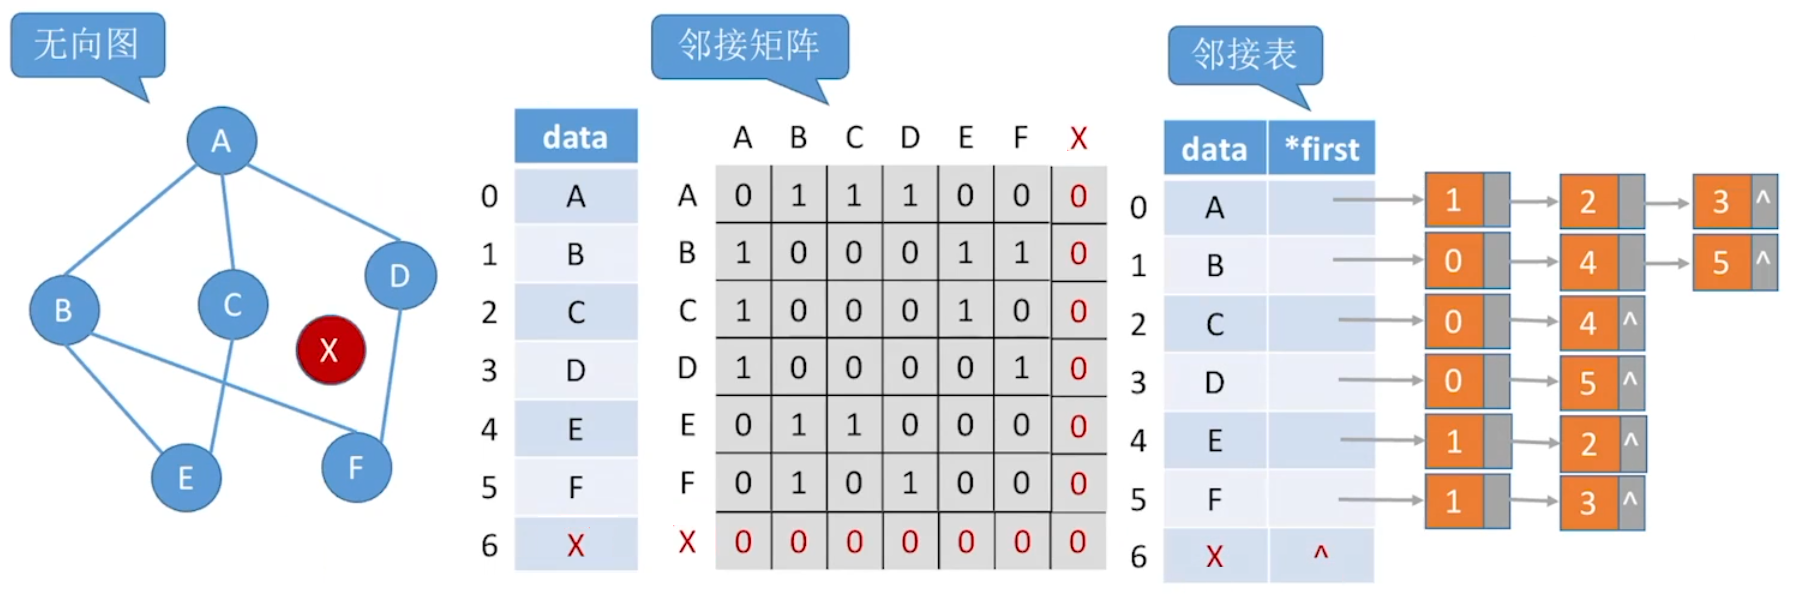 无向图
A
B
C
D
X
E
F
邻接矩阵
data
0 A
1 B
2 C
3 D
4 E
5 F
6 X
A B C D E F X
A 0 1 1 1 0 0 0
B 1 0 0 0 1 1 0
C 1 0 0 0 1 0 0
D 1 0 0 0 0 1 0
E 0 1 1 0 0 0 0
F 0 1 0 1 0 0 0
X 0 0 0 0 0 0 0
邻接表
data *first
0 A 1 2 3 ^
1 B 0 4 5 ^
2 C 0 4 ^
3 D 0 5 ^
4 E 1 2 ^
5 F 1 3 ^
6 X ^